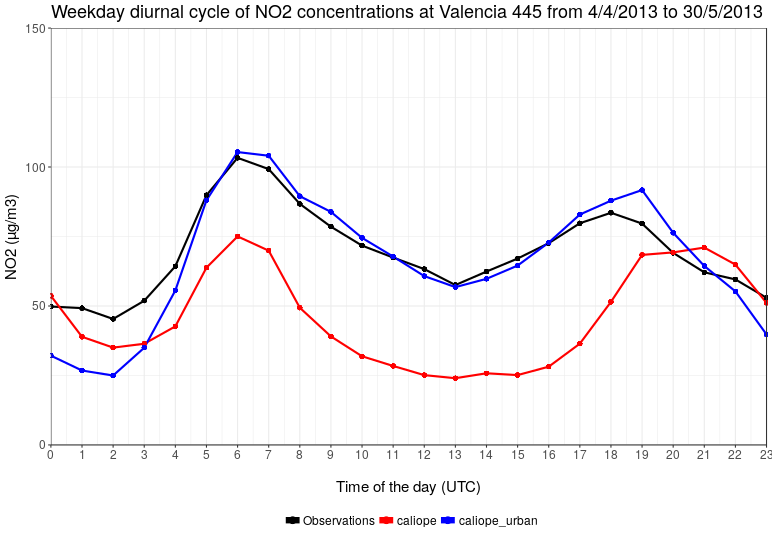 Weekday diurnal cycle of NO2 concentrations at Valencia 445 from 4/4/2013 to 30/5/2013
150
100
50
0
NO2 (µg/m3)
0 1 2 3 4 5 6 7 8 9 10 11 12 13 14 15 16 17 18 19 20 21 22 23
Time of the day (UTC)
Observations caliope caliope_urban